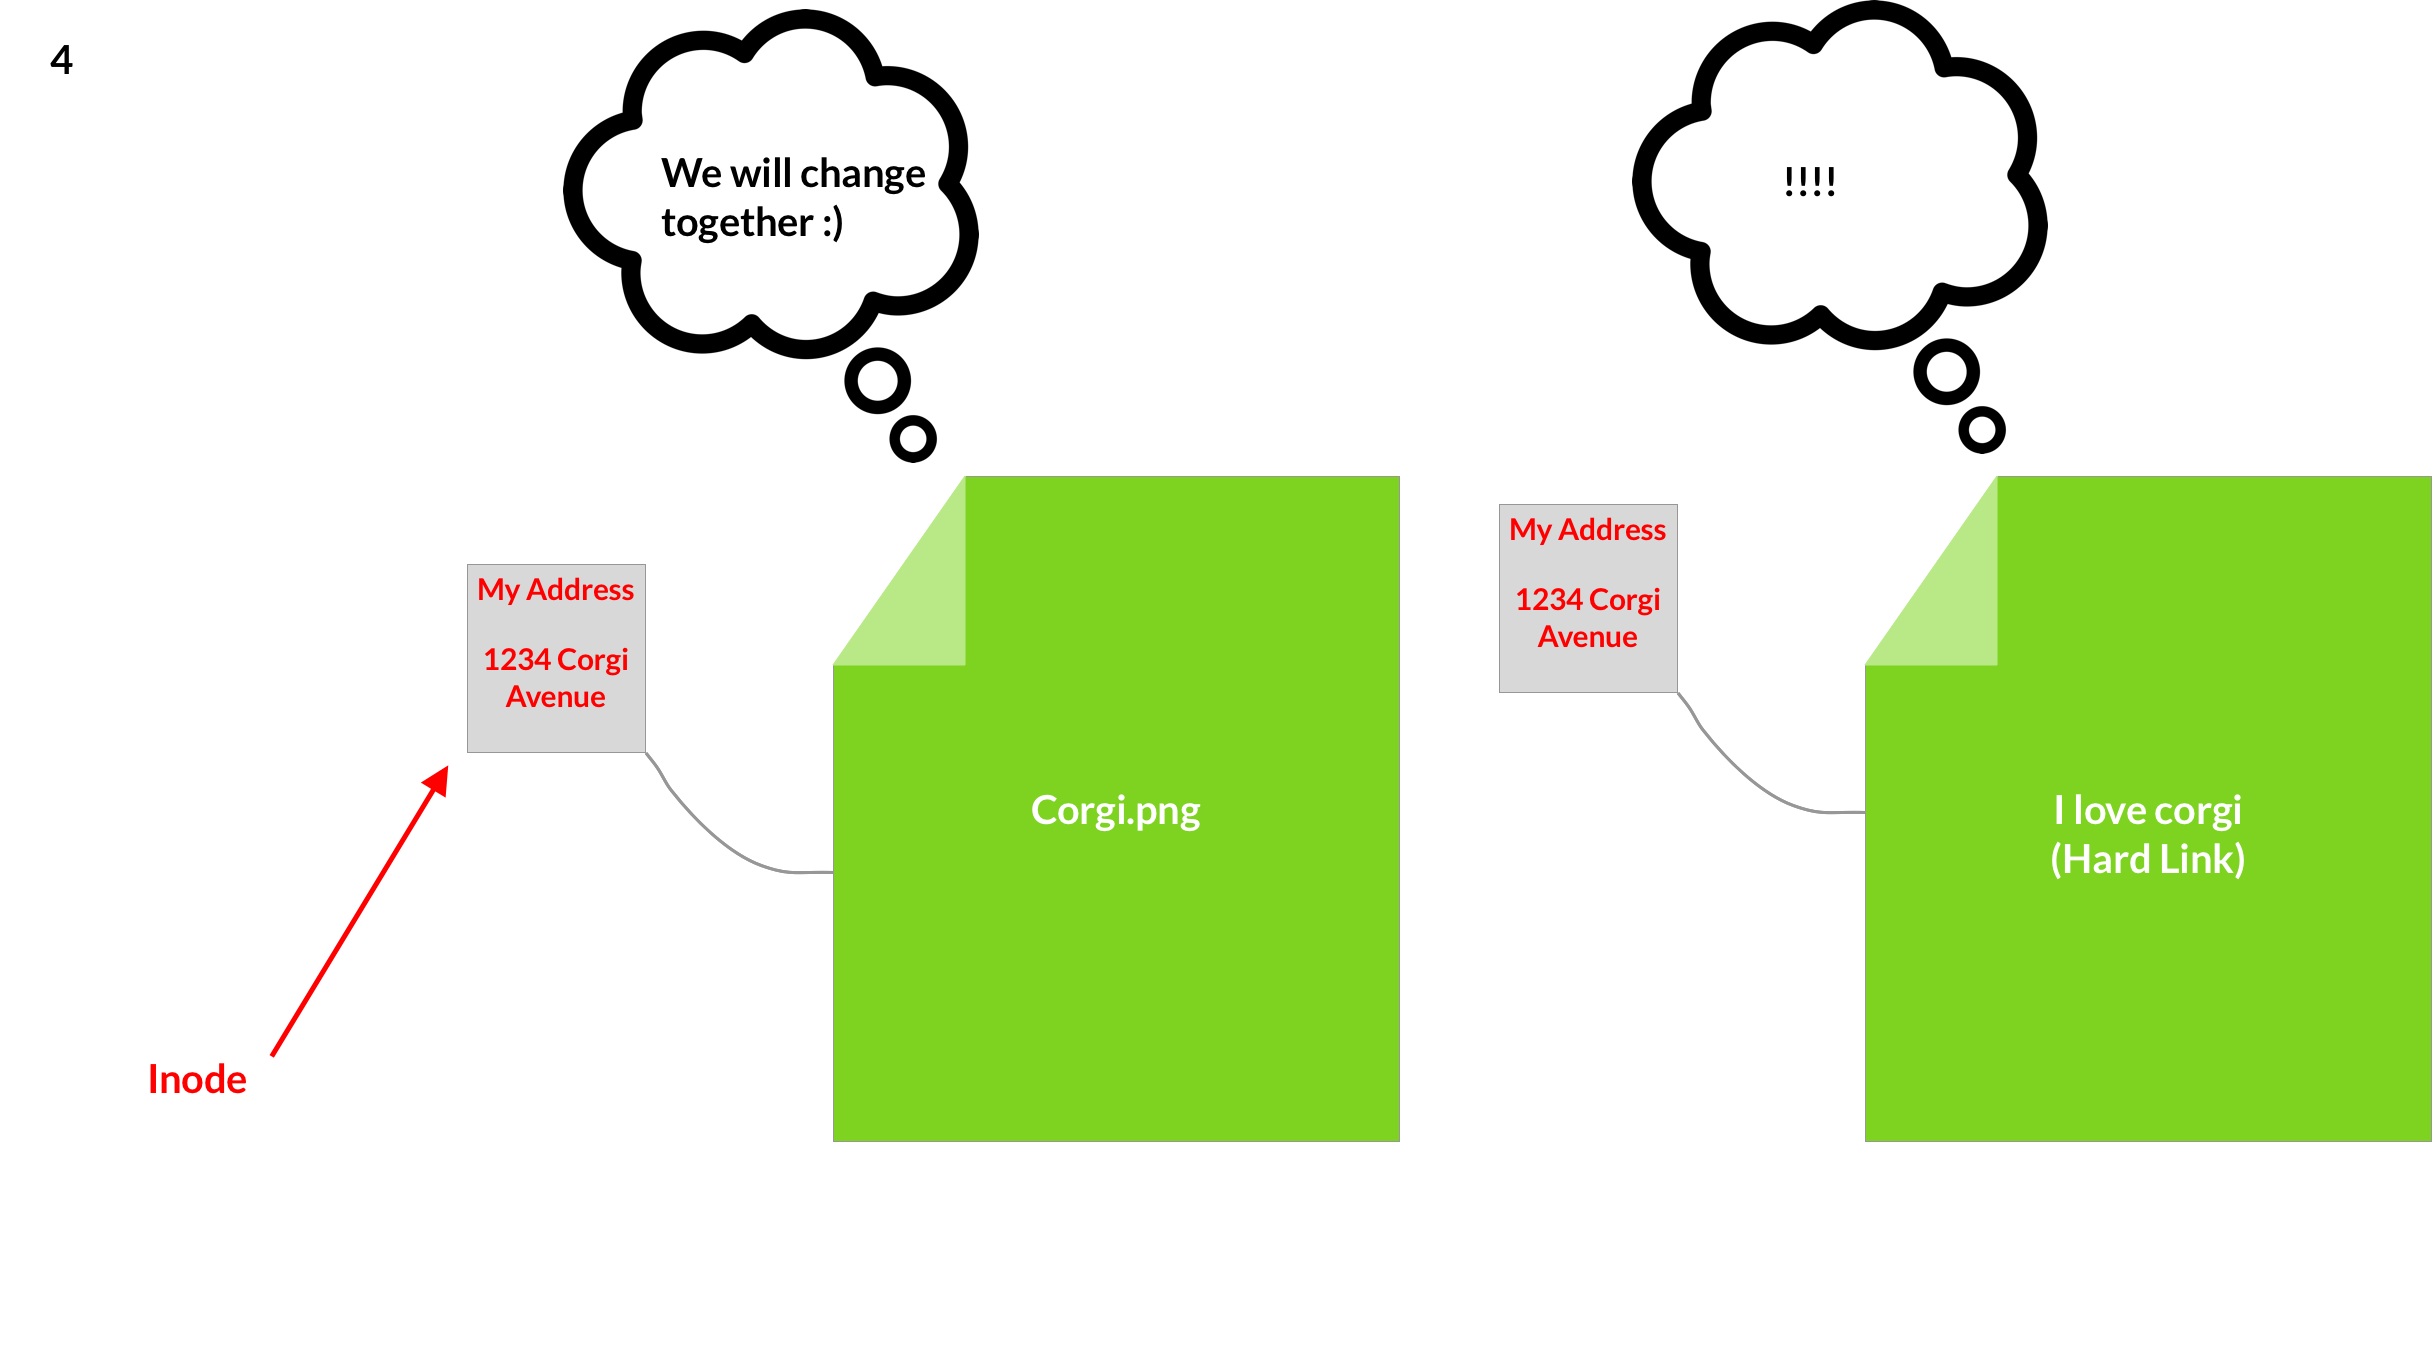 4
We will change
together :)
!!!!
My Address
1234 Corgi
Avenue
My Address
1234 Corgi
Avenue
Corgi.png
I love corgi
(Hard Link)
Inode